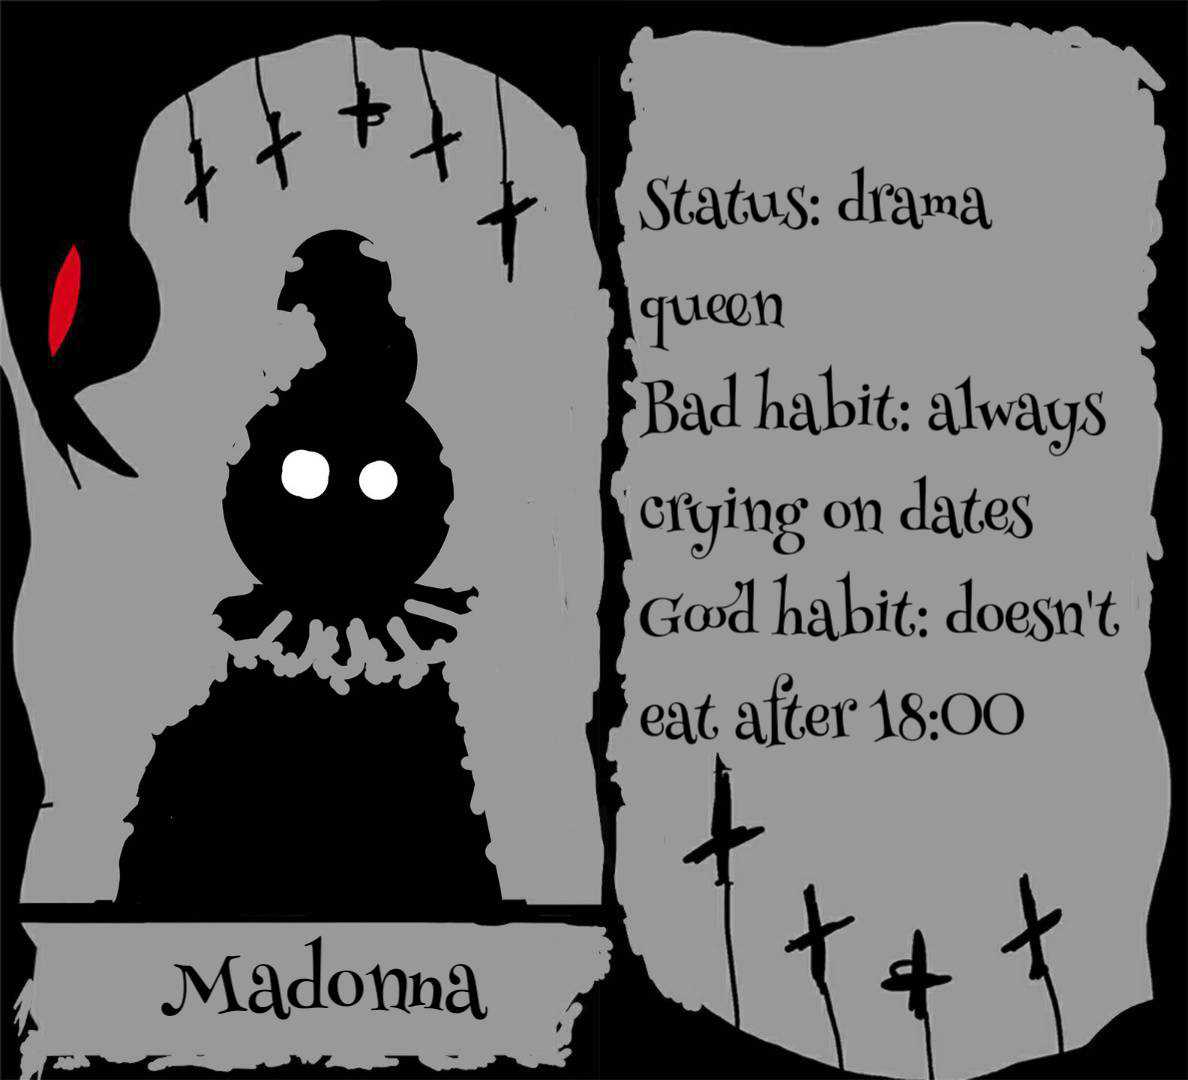 Status: drama
queen
Bad habit: always
crying on dates
Good habit: doesn't
eat after 18:00
Madonna